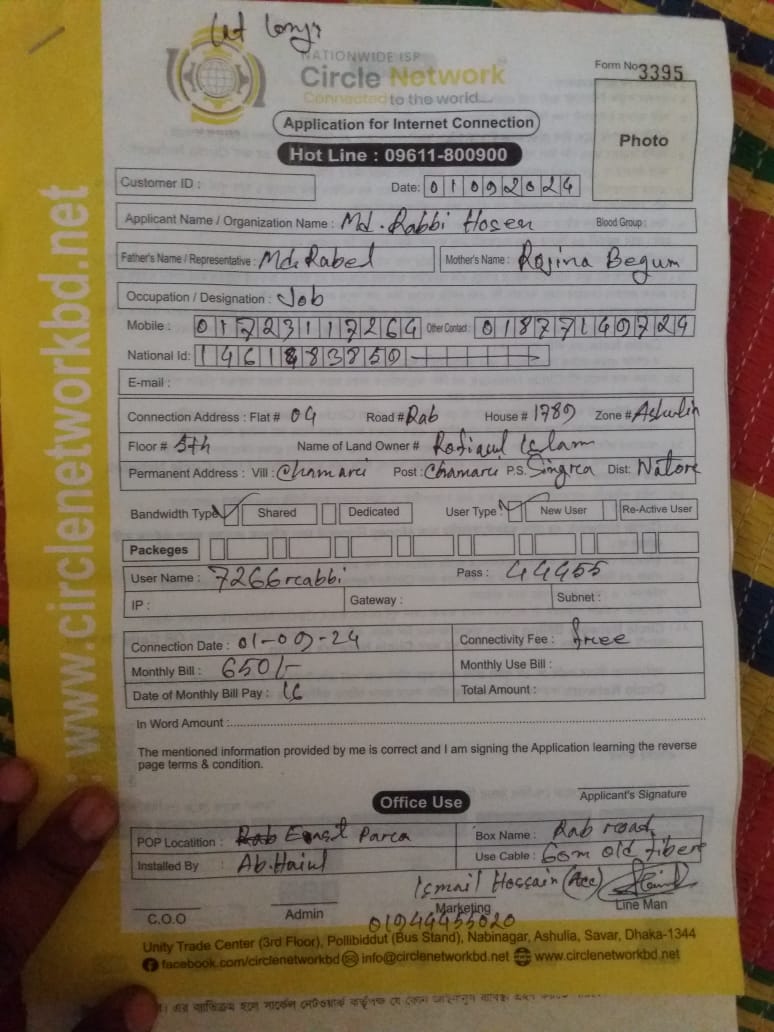 NATIONWIDE ISP
Circle Network
Connected to the world...
Form No 3395
Photo
Application for Internet Connection
Hot Line : 09611-800900
Customer ID :
Date: 01092024
Applicant Name / Organization Name : Md. Rabbi Hosen Blood Group:
Father's Name / Representative : Md. Rabel Mother's Name : Rojina Begum
Occupation / Designation : Job
Mobile : 01723117264 Other Contact : 01877140724
National Id: 1461883850
E-mail :
Connection Address : Flat # 04 Road # Rab House # 1789 Zone # Ashulia
Floor # 5th Name of Land Owner # Rofiqul Islam
Permanent Address : Vill : Chamari Post : Chamari P.S. Singra Dist: Natore
Bandwidth Type Shared Dedicated User Type : New User Re-Active User
Packeges
User Name : 7266rabbi Pass : 44455
IP : Gateway : Subnet :
Connection Date : 01-09-24 Connectivity Fee : free
Monthly Bill : 650/- Monthly Use Bill :
Date of Monthly Bill Pay : Total Amount :
In Word Amount :
The mentioned information provided by me is correct and I am signing the Application learning the reverse
page terms & condition.
Applicant's Signature
Office Use
POP Locatition : Rab Box Name : Rab road
Installed By : Use Cable : 60m old fiber
Ismail Hossain (Acc)
C.O.O Admin Marketing Line Man
01944455020
Unity Trade Center (3rd Floor), Pollibiddut (Bus Stand), Nabinagar, Ashulia, Savar, Dhaka-1344
facebook.com/circlenetworkbd info@circlenetworkbd.net www.circlenetworkbd.net
: www.circlenetworkbd.net